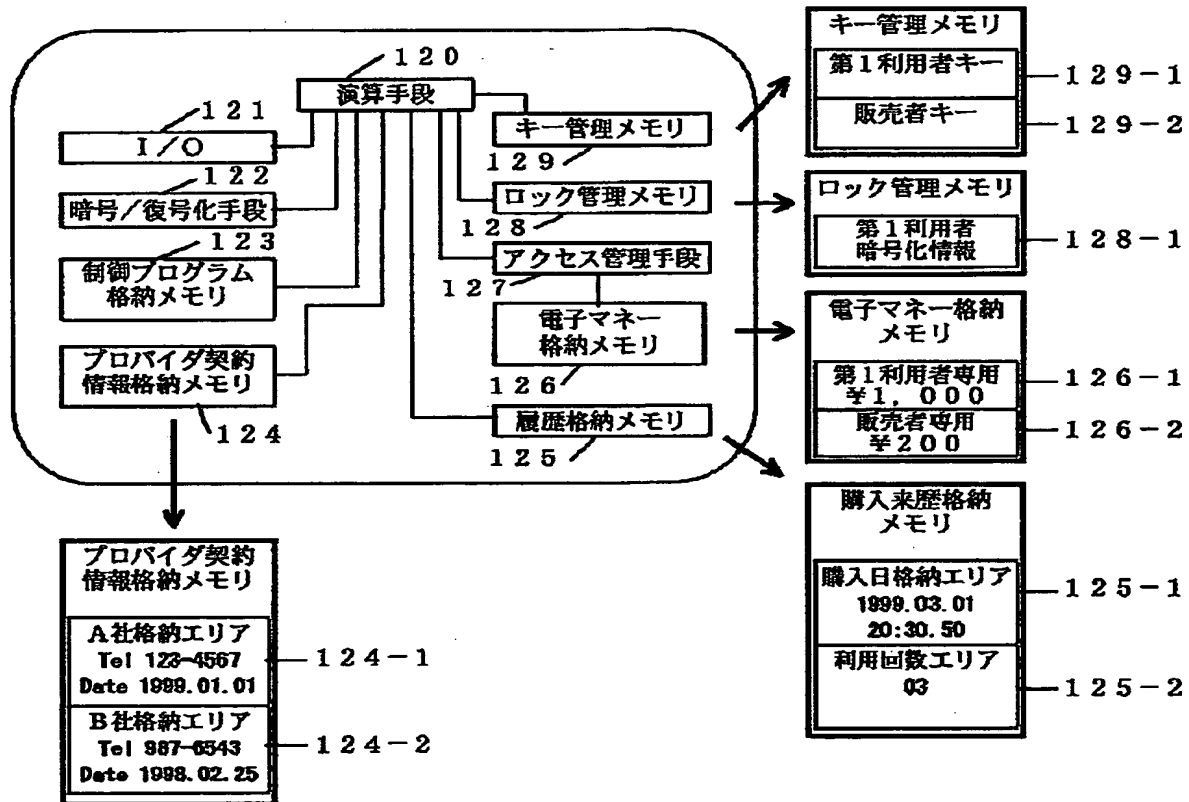 120
演算手段
121
I/O
122
暗号/復号化手段
123
制御プログラム
格納メモリ
プロバイダ契約
情報格納メモリ
124
キー管理メモリ
129
ロック管理メモリ
128
アクセス管理手段
127
電子マネー
格納メモリ
126
履歴格納メモリ
125
キー管理メモリ
第1利用者キー
129-1
販売者キー
129-2
ロック管理メモリ
第1利用者
暗号化情報
128-1
電子マネー格納
メモリ
第1利用者専用
¥1,000
126-1
販売者専用
¥200
126-2
購入来歴格納
メモリ
購入日格納エリア
1999.03.01
20:30.50
125-1
利用回数エリア
03
125-2
プロバイダ契約
情報格納メモリ
A社格納エリア
Tel 123-4567
Date 1999.01.01
124-1
B社格納エリア
Tel 987-6543
Date 1998.02.25
124-2